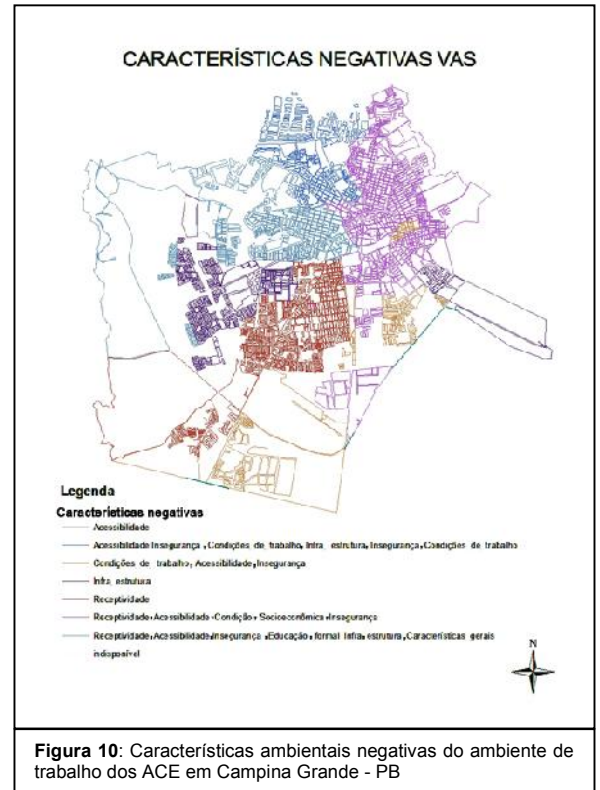 CARACTERÍSTICAS NEGATIVAS VAS
Legenda
Características negativas
Acessibilidade
Acessibilidade Insegurança , Condições de trabalho, Infra estrutura, Insegurança, Condições de trabalho
Condições de trabalho, Acessibilidade, Insegurança
Infra estrutura
Receptividade
Receptividade, Acessibilidade, Condição , Socioeconômica, Insegurança
Receptividade, Acessibilidade, Insegurança , Educação, formal Infra, estrutura, Características gerais
indisponível
N
Figura 10: Características ambientais negativas do ambiente de
trabalho dos ACE em Campina Grande - PB